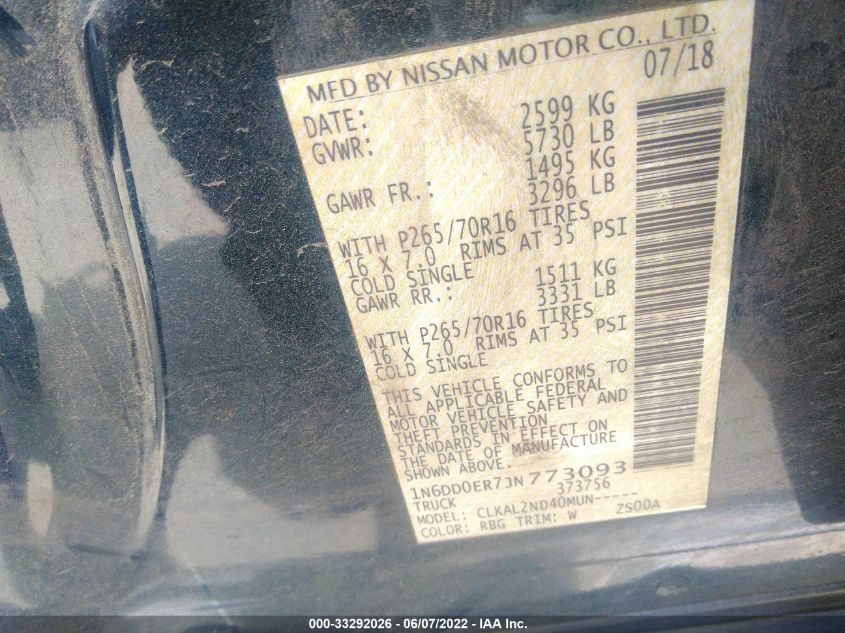 MFD BY NISSAN MOTOR CO., LTD.
DATE: 07/18
GVWR: 2599 KG
5730 LB
GAWR FR.: 1495 KG
3296 LB
WITH P265/70R16 TIRES
16 X 7.0 RIMS AT 35 PSI
COLD SINGLE
GAWR RR.: 1511 KG
3331 LB
WITH P265/70R16 TIRES
16 X 7.0 RIMS AT 35 PSI
COLD SINGLE
THIS VEHICLE CONFORMS TO
ALL APPLICABLE FEDERAL
MOTOR VEHICLE SAFETY AND
THEFT PREVENTION
STANDARDS IN EFFECT ON
THE DATE OF MANUFACTURE
SHOWN ABOVE.
1N6DD0ER7JN773093
TRUCK 373756
MODEL: CLKAL2ND40MUN-----
COLOR: RBG TRIM: W ZS00A
000-33292026 - 06/07/2022 - IAA Inc.